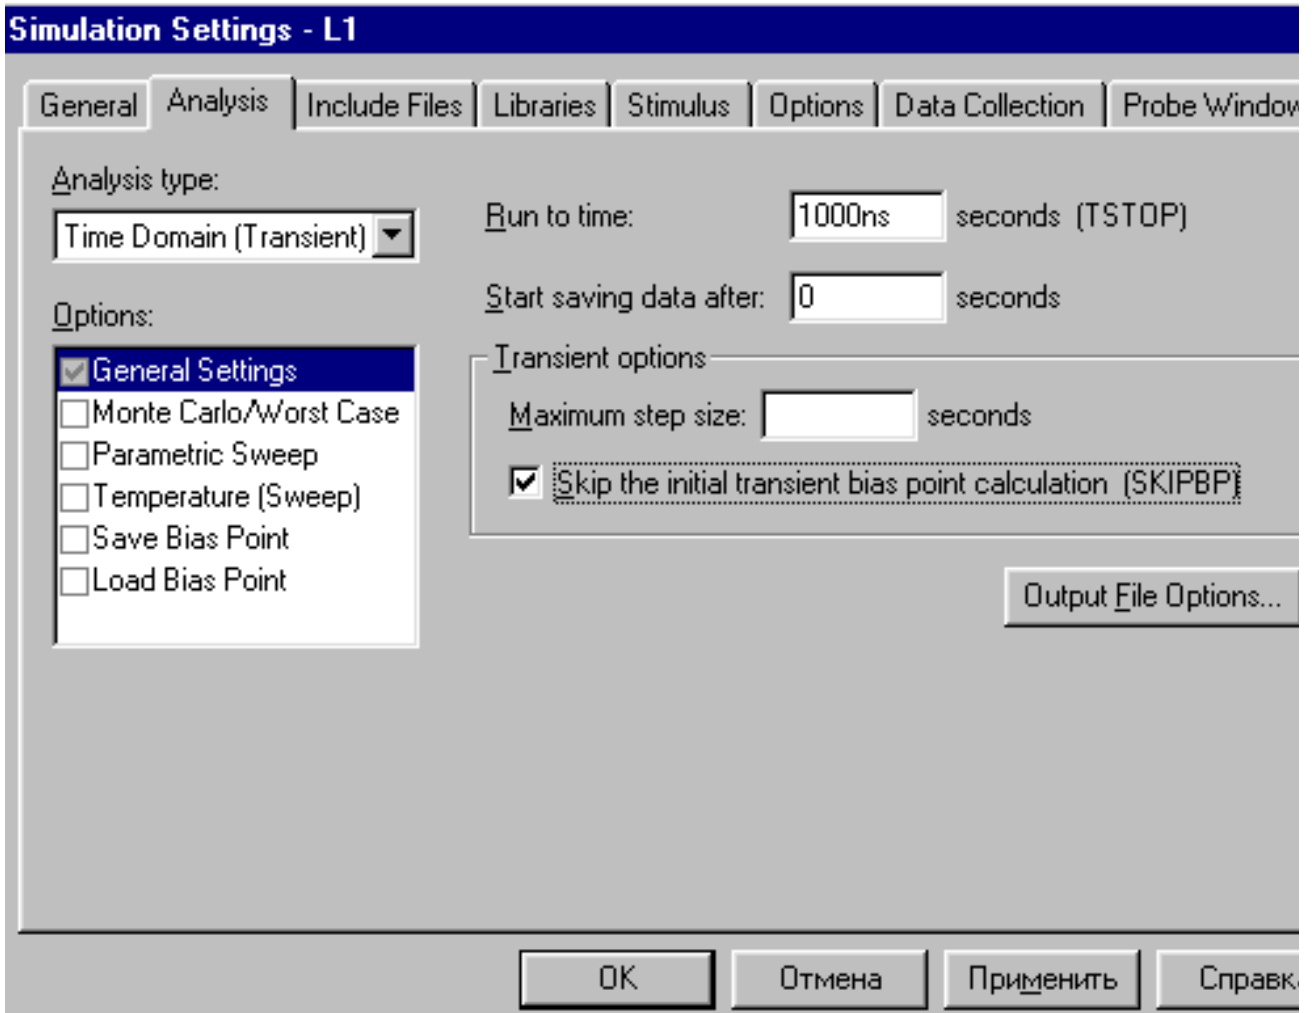 Simulation Settings - L1
General Analysis Include Files Libraries Stimulus Options Data Collection Probe Window
Analysis type:
Time Domain (Transient)
Run to time: 1000ns seconds (TSTOP)
Start saving data after: 0 seconds
Options:
General Settings
Monte Carlo/Worst Case
Parametric Sweep
Temperature (Sweep)
Save Bias Point
Load Bias Point
Transient options
Maximum step size: seconds
Skip the initial transient bias point calculation (SKIPBP)
Output File Options...
OK Отмена Применить Справка